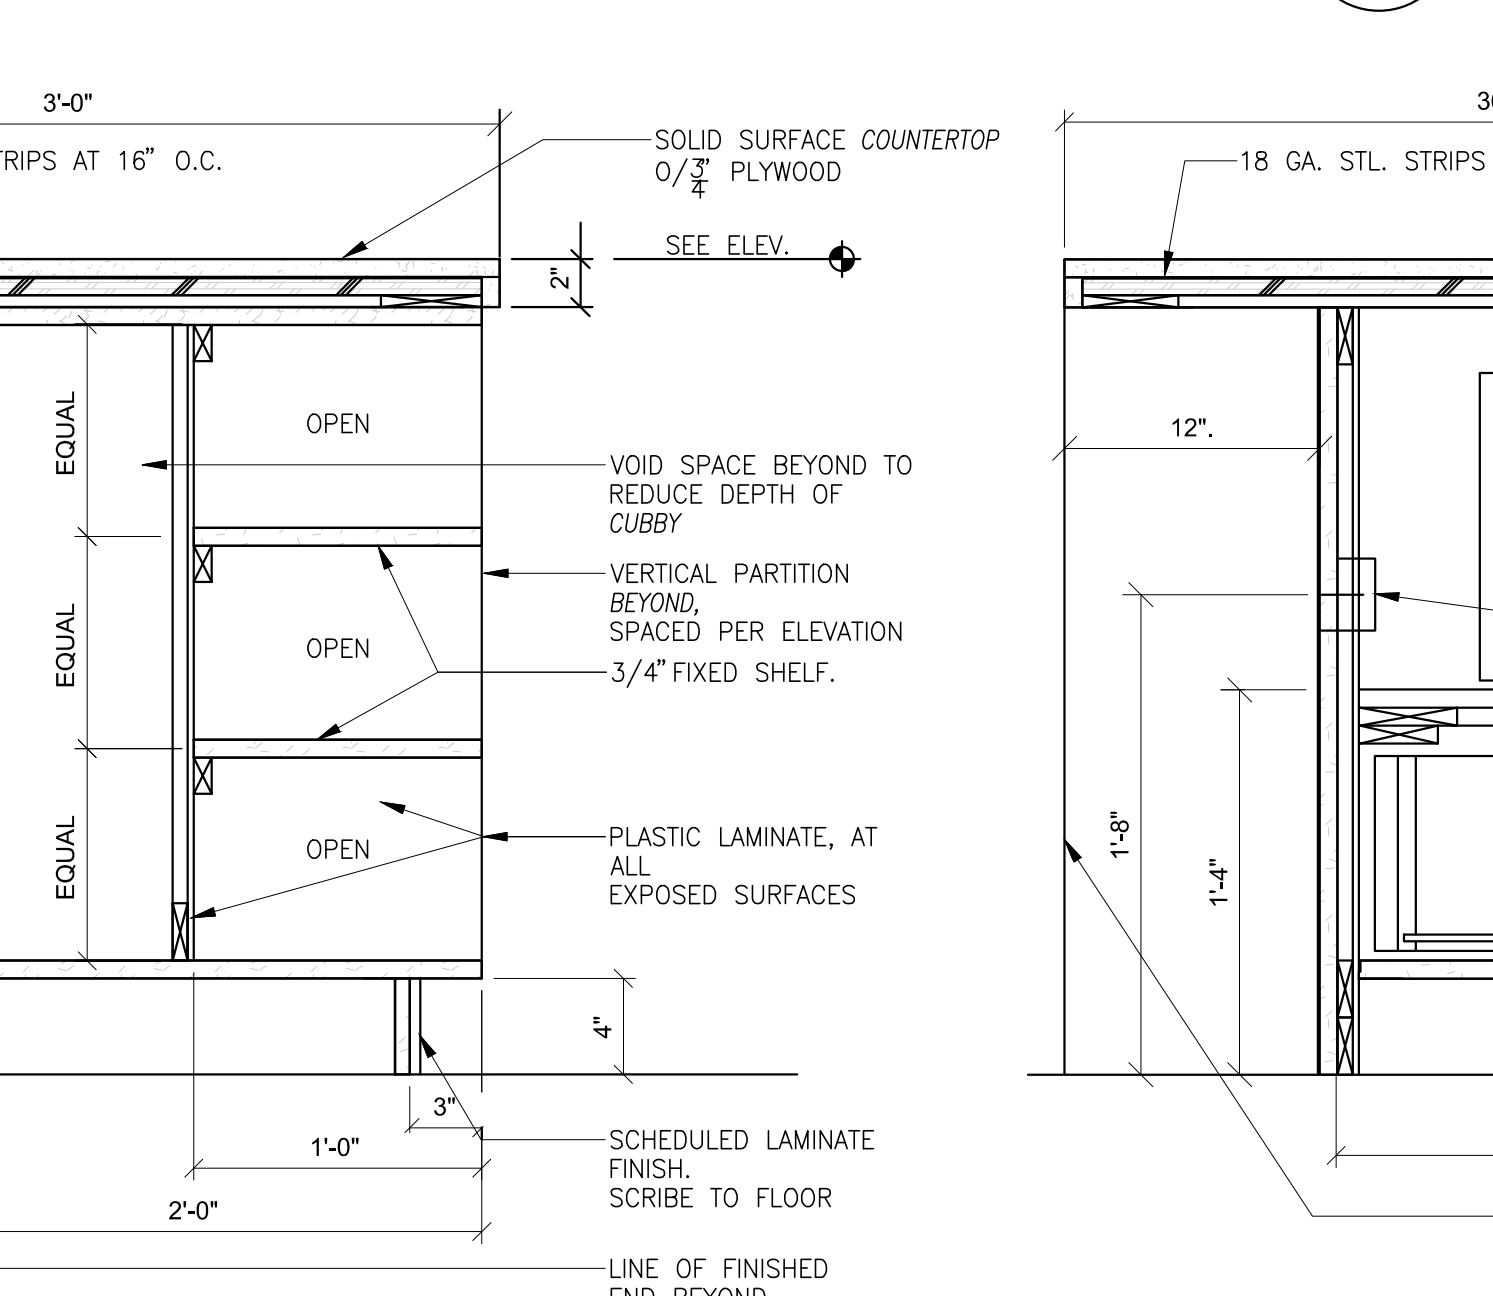 3'-0"
TRIPS AT 16" O.C.
SOLID SURFACE COUNTERTOP
O/3/4" PLYWOOD
SEE ELEV.
2"
OPEN
EQUAL
VOID SPACE BEYOND TO
REDUCE DEPTH OF
CUBBY
VERTICAL PARTITION
BEYOND,
SPACED PER ELEVATION
3/4" FIXED SHELF.
OPEN
EQUAL
PLASTIC LAMINATE, AT
ALL
EXPOSED SURFACES
OPEN
EQUAL
4"
3"
1'-0"
SCHEDULED LAMINATE
FINISH.
SCRIBE TO FLOOR
2'-0"
LINE OF FINISHED
END BEYOND
18 GA. STL. STRIPS
12".
1'-8"
1'-4"